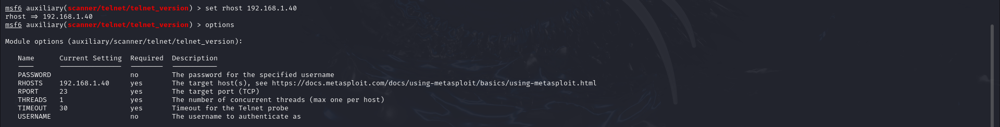 msf6 auxiliary(scanner/telnet/telnet_version) > set rhost 192.168.1.40
rhost => 192.168.1.40
msf6 auxiliary(scanner/telnet/telnet_version) > options
Module options (auxiliary/scanner/telnet/telnet_version):
Name Current Setting Required Description
---- --------------- -------- -----------
PASSWORD no The password for the specified username
RHOSTS 192.168.1.40 yes The target host(s), see https://docs.metasploit.com/docs/using-metasploit/basics/using-metasploit.html
RPORT 23 yes The target port (TCP)
THREADS 1 yes The number of concurrent threads (max one per host)
TIMEOUT 30 yes Timeout for the Telnet probe
USERNAME no The username to authenticate as